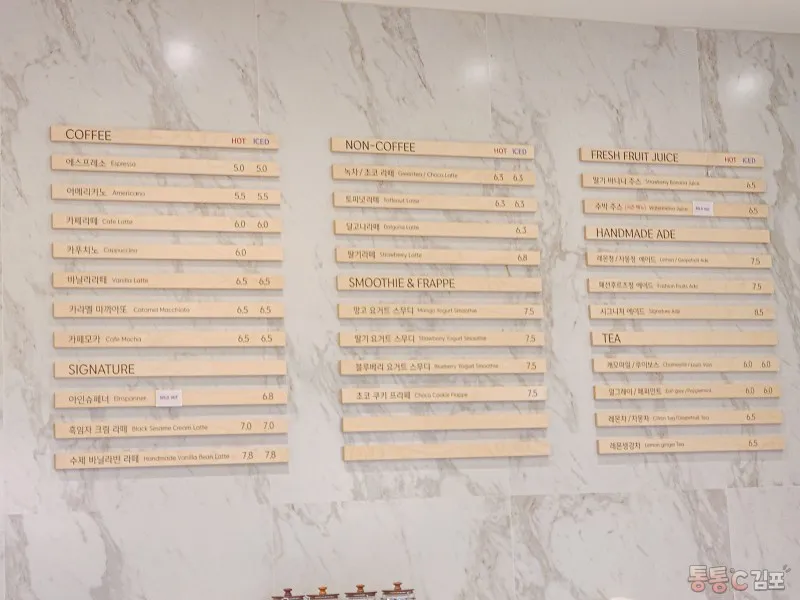 COFFEE HOT ICED
에스프레소 Espresso 5.0 5.0
아메리카노 Americano 5.5 5.5
카페라떼 Cafe Latte 6.0 6.0
카푸치노 Cappuccino 6.0
바닐라라떼 Vanilla Latte 6.5 6.5
카라멜 마끼아또 Caramel Macchiato 6.5 6.5
카페모카 Cafe Mocha 6.5 6.5
SIGNATURE
아인슈페너 Einspanner SOLD OUT 6.8
흑임자 크림 라떼 Black Sesame Cream Latte 7.0 7.0
수제 바닐라빈 라떼 Handmade Vanilla Bean Latte 7.8 7.8
NON-COFFEE HOT ICED
녹차 / 초코 라떼 Greentea / Choco Latte 6.3 6.3
토피넛라떼 Toffeenut Latte 6.3 6.3
달고나라떼 Dalgona Latte 6.3
딸기라떼 Strawberry Latte 6.8
SMOOTHIE & FRAPPE
망고 요거트 스무디 Mango Yogurt Smoothie 7.5
딸기 요거트 스무디 Strawberry Yogurt Smoothie 7.5
블루베리 요거트 스무디 Blueberry Yogurt Smoothie 7.5
초코 쿠키 프라페 Choco Cookie Frappe 7.5
FRESH FRUIT JUICE HOT ICED
딸기 바나나 주스 Strawberry Banana Juice 6.5
수박 주스 Watermelon Juice SOLD OUT 6.5
HANDMADE ADE
레몬청 / 자몽청 에이드 Lemon / Grapefruit Ade 7.5
패션후르츠청 에이드 Passion Fruits Ade 7.5
시그니처 에이드 Signature Ade 8.5
TEA
캐모마일 / 루이보스 6.0 6.0
얼그레이 / 페퍼민트 Earl grey / Peppermint 6.0 6.0
레몬차 / 자몽차 6.5
레몬생강차 Lemon ginger Tea 6.5
통통℃김포